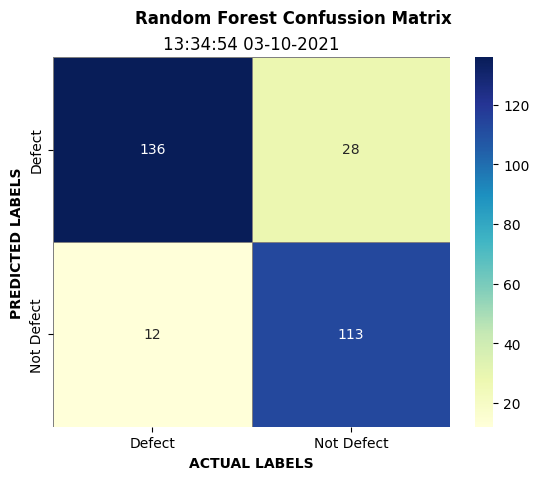 Random Forest Confussion Matrix
13:34:54 03-10-2021
PREDICTED LABELS
Defect
136
28
Not Defect
12
113
Defect
Not Defect
ACTUAL LABELS
120
100
80
60
40
20